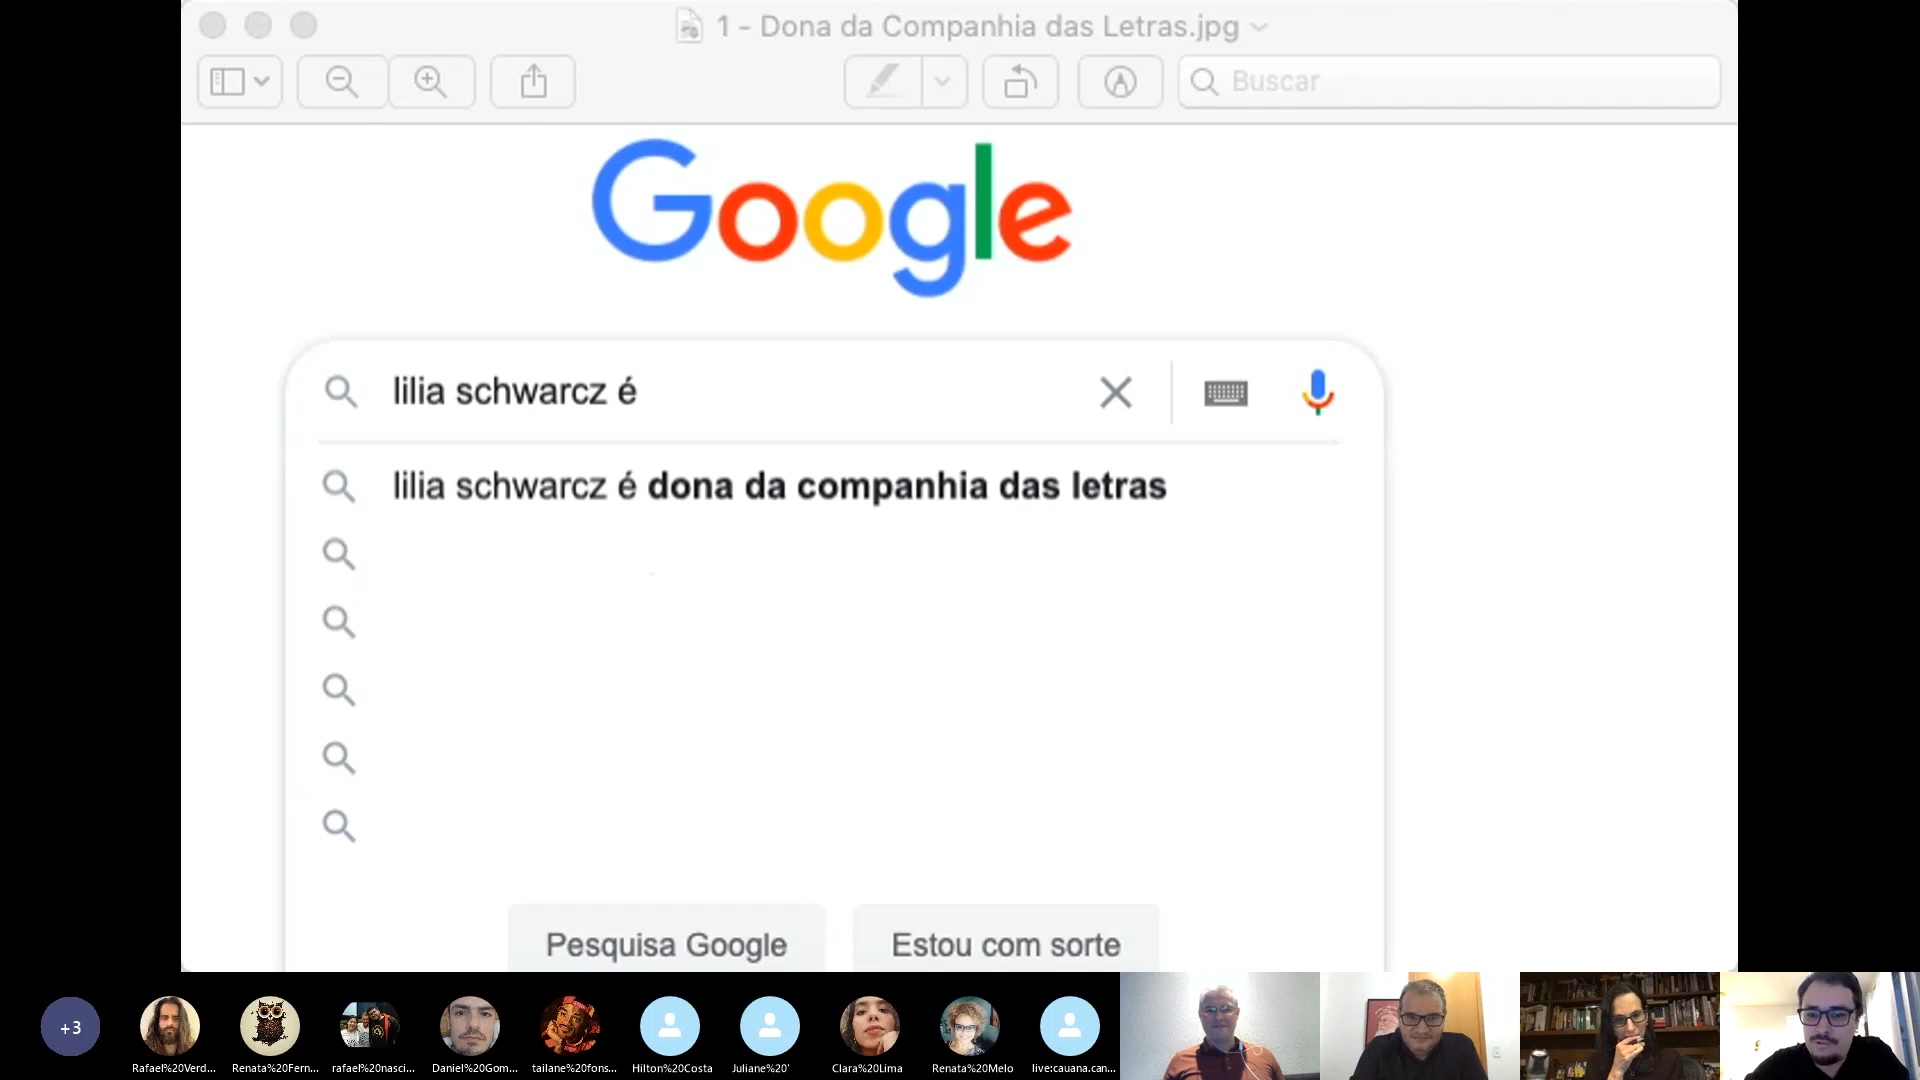 1 - Dona da Companhia das Letras.jpg
Buscar
Google
lilia schwarcz é
lilia schwarcz é dona da companhia das letras
Pesquisa Google
Estou com sorte
+3
Rafael%20Verd...
Renata%20Fern...
rafael%20nasci...
Daniel%20Gom...
tailane%20fons...
Hilton%20Costa
Juliane%20'
Clara%20Lima
Renata%20Melo
live:cauana.can...